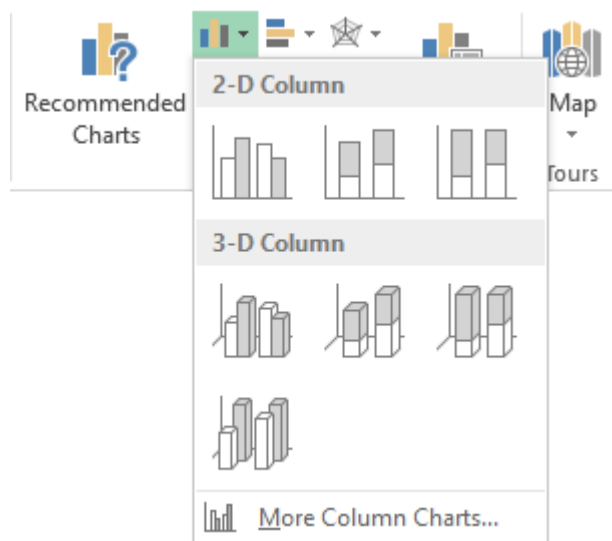 Recommended
Charts
2-D Column
Map
Tours
3-D Column
More Column Charts...